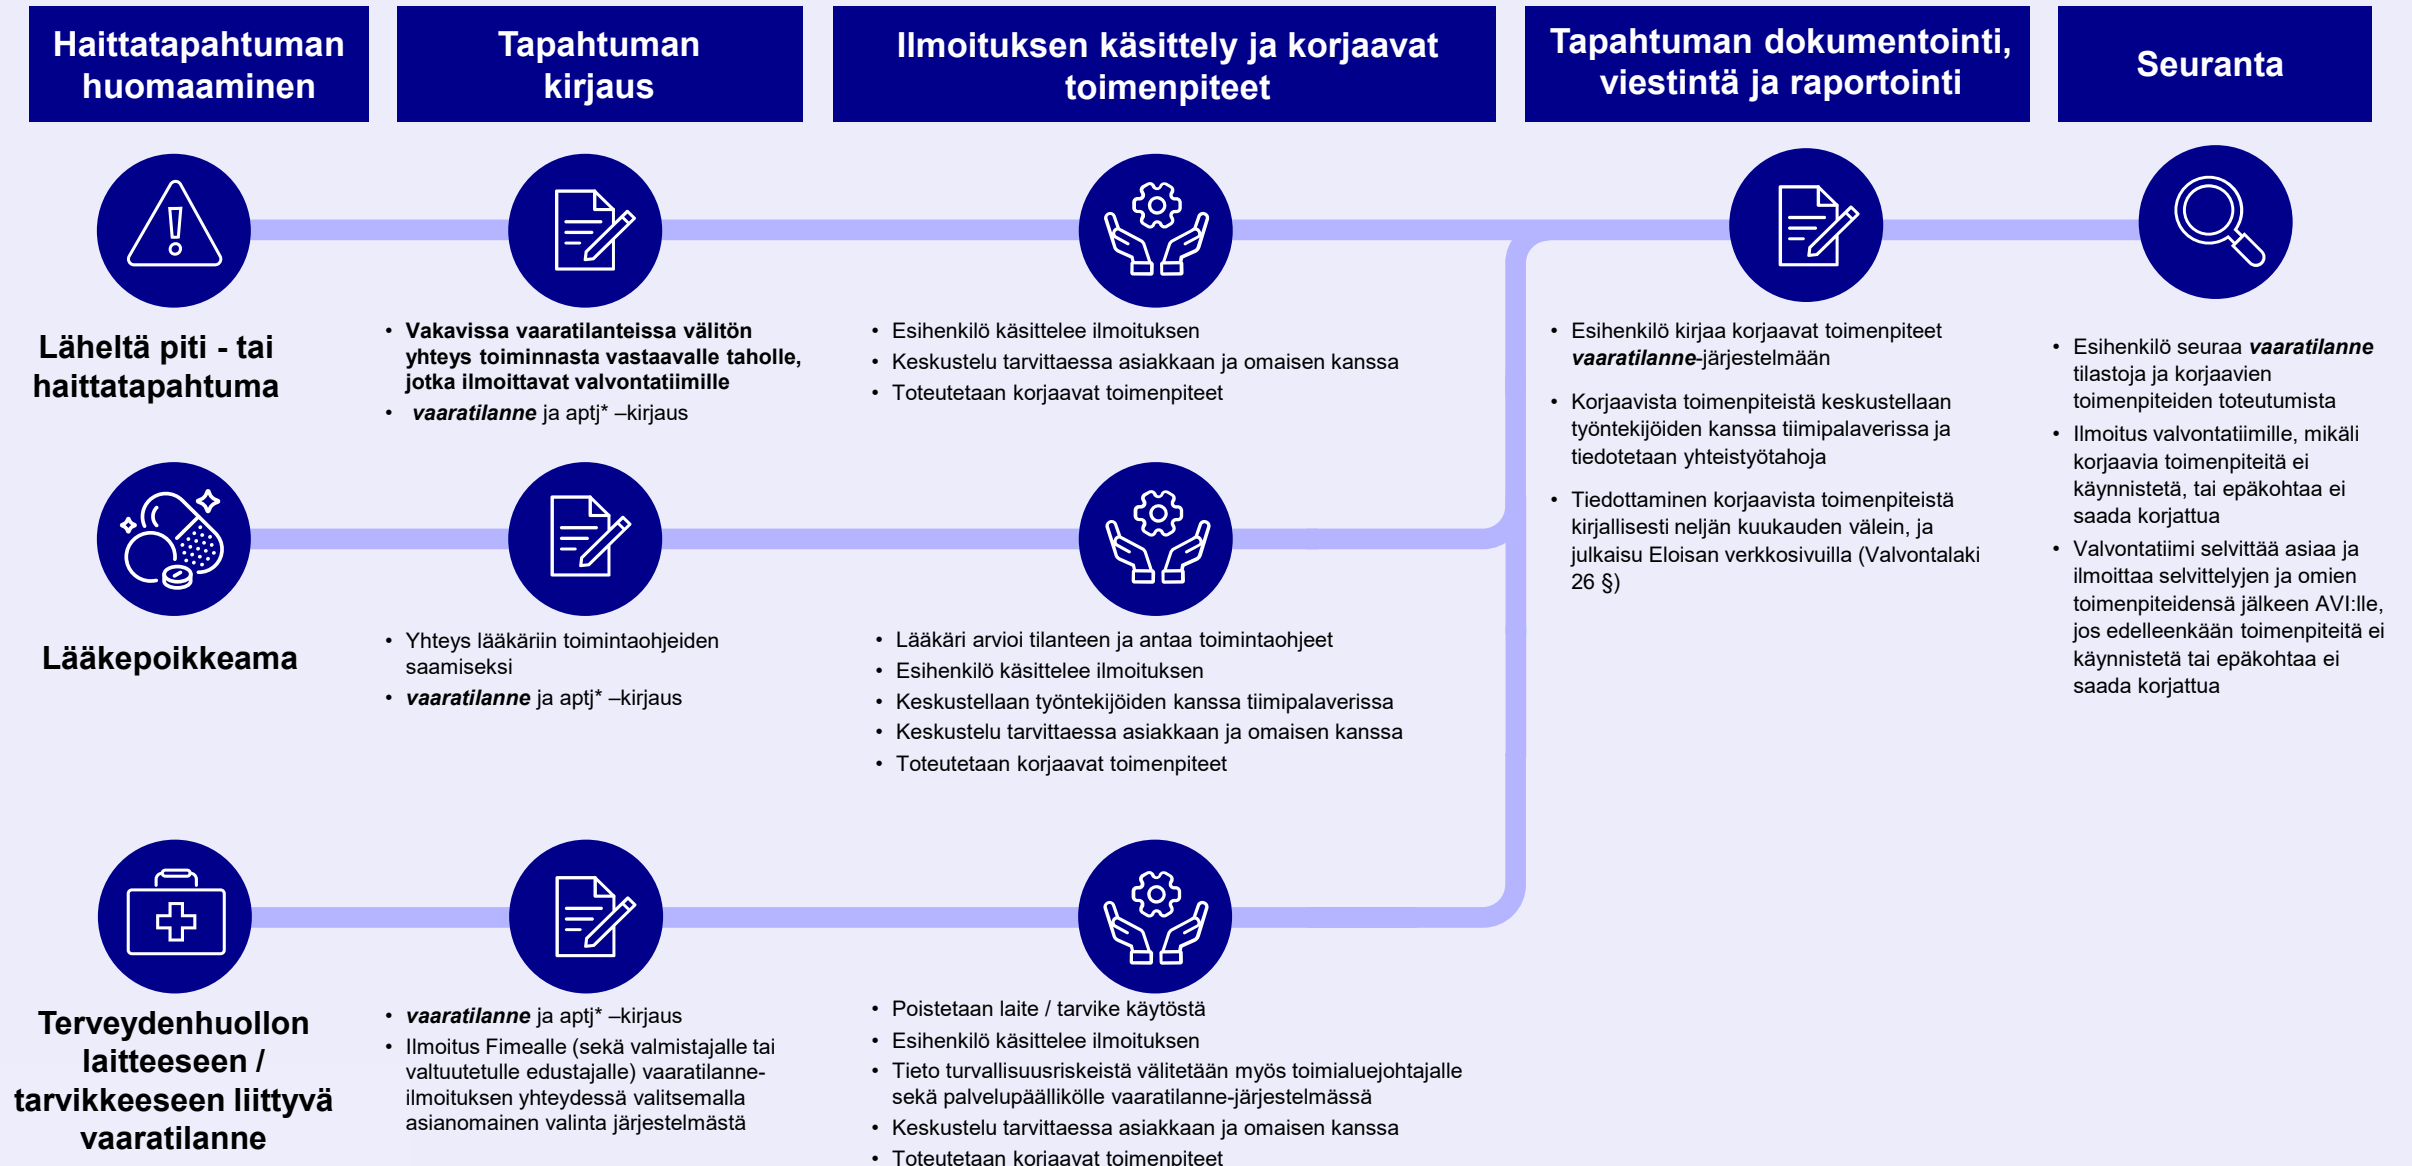 Haittatapahtuman
huomaaminen
Tapahtuman
kirjaus
Ilmoituksen käsittely ja korjaavat
toimenpiteet
Tapahtuman dokumentointi,
viestintä ja raportointi
Seuranta
Läheltä piti - tai
haittatapahtuma
• Vakavissa vaaratilanteissa välitön
yhteys toiminnasta vastaavalle taholle,
jotka ilmoittavat valvontatiimille
• vaaratilanne ja aptj* –kirjaus
• Esihenkilö käsittelee ilmoituksen
• Keskustelu tarvittaessa asiakkaan ja omaisen kanssa
• Toteutetaan korjaavat toimenpiteet
• Esihenkilö kirjaa korjaavat toimenpiteet
vaaratilanne-järjestelmään
• Korjaavista toimenpiteistä keskustellaan
työntekijöiden kanssa tiimipalaverissa ja
tiedotetaan yhteistyötahoja
• Tiedottaminen korjaavista toimenpiteistä
kirjallisesti neljän kuukauden välein, ja
julkaisu Eloisan verkkosivuilla (Valvontalaki
26 §)
• Esihenkilö seuraa vaaratilanne
tilastoja ja korjaavien
toimenpiteiden toteutumista
• Ilmoitus valvontatiimille, mikäli
korjaavia toimenpiteitä ei
käynnistetä, tai epäkohtaa ei
saada korjattua
• Valvontatiimi selvittää asiaa ja
ilmoittaa selvittelyjen ja omien
toimenpiteidensä jälkeen AVI:lle,
jos edelleenkään toimenpiteitä ei
käynnistetä tai epäkohtaa ei
saada korjattua
Lääkepoikkeama
• Yhteys lääkäriin toimintaohjeiden
saamiseksi
• vaaratilanne ja aptj* –kirjaus
• Lääkäri arvioi tilanteen ja antaa toimintaohjeet
• Esihenkilö käsittelee ilmoituksen
• Keskustellaan työntekijöiden kanssa tiimipalaverissa
• Keskustelu tarvittaessa asiakkaan ja omaisen kanssa
• Toteutetaan korjaavat toimenpiteet
Terveydenhuollon
laitteeseen /
tarvikkeeseen liittyvä
vaaratilanne
• vaaratilanne ja aptj* –kirjaus
• Ilmoitus Fimealle (sekä valmistajalle tai
valtuutetulle edustajalle) vaaratilanne-
ilmoituksen yhteydessä valitsemalla
asianomainen valinta järjestelmästä
• Poistetaan laite / tarvike käytöstä
• Esihenkilö käsittelee ilmoituksen
• Tieto turvallisuusriskeistä välitetään myös toimialuejohtajalle
sekä palvelupäällikölle vaaratilanne-järjestelmässä
• Keskustelu tarvittaessa asiakkaan ja omaisen kanssa
• Toteutetaan korjaavat toimenpiteet